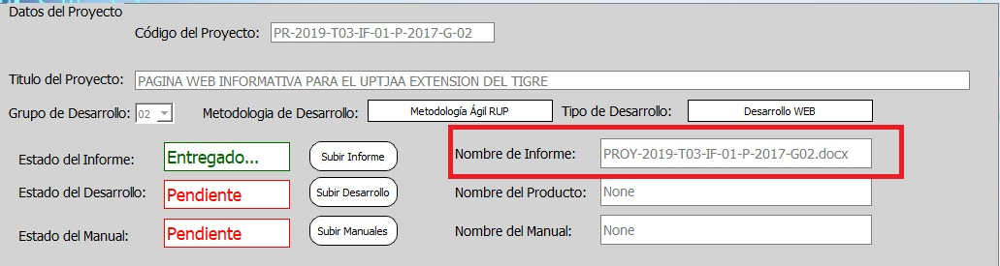 Datos del Proyecto
Código del Proyecto: PR-2019-T03-IF-01-P-2017-G-02
Titulo del Proyecto: PAGINA WEB INFORMATIVA PARA EL UPTJAA EXTENSION DEL TIGRE
Grupo de Desarrollo: 02 Metodologia de Desarrollo: Metodología Ágil RUP Tipo de Desarrollo: Desarrollo WEB
Estado del Informe: Entregado... Subir Informe Nombre de Informe: PROY-2019-T03-IF-01-P-2017-G02.docx
Estado del Desarrollo: Pendiente Subir Desarrollo Nombre del Producto: None
Estado del Manual: Pendiente Subir Manuales Nombre del Manual: None